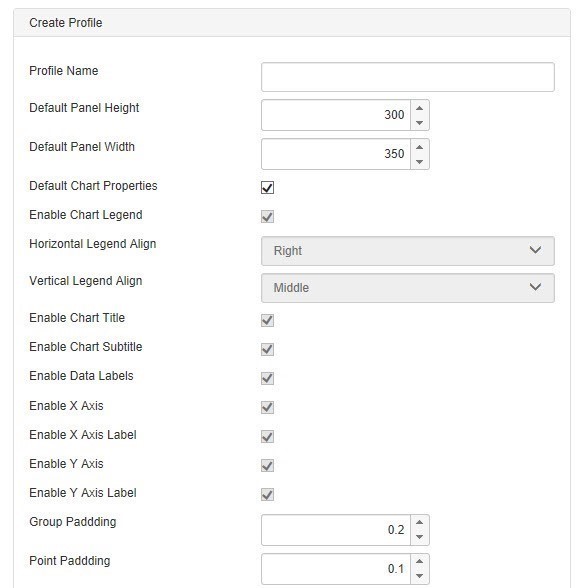 Create Profile
Profile Name
Default Panel Height 300
Default Panel Width 350
Default Chart Properties
Enable Chart Legend
Horizontal Legend Align Right
Vertical Legend Align Middle
Enable Chart Title
Enable Chart Subtitle
Enable Data Labels
Enable X Axis
Enable X Axis Label
Enable Y Axis
Enable Y Axis Label
Group Paddding 0.2
Point Paddding 0.1